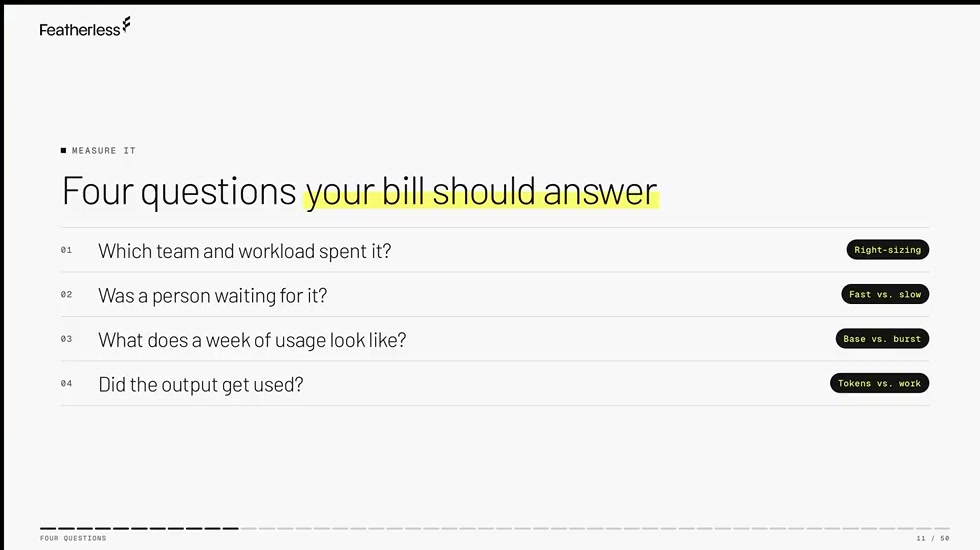 Featherless
MEASURE IT
Four questions your bill should answer
01 Which team and workload spent it? Right-sizing
02 Was a person waiting for it? Fast vs. slow
03 What does a week of usage look like? Base vs. burst
04 Did the output get used? Tokens vs. work
FOUR QUESTIONS 11 / 50